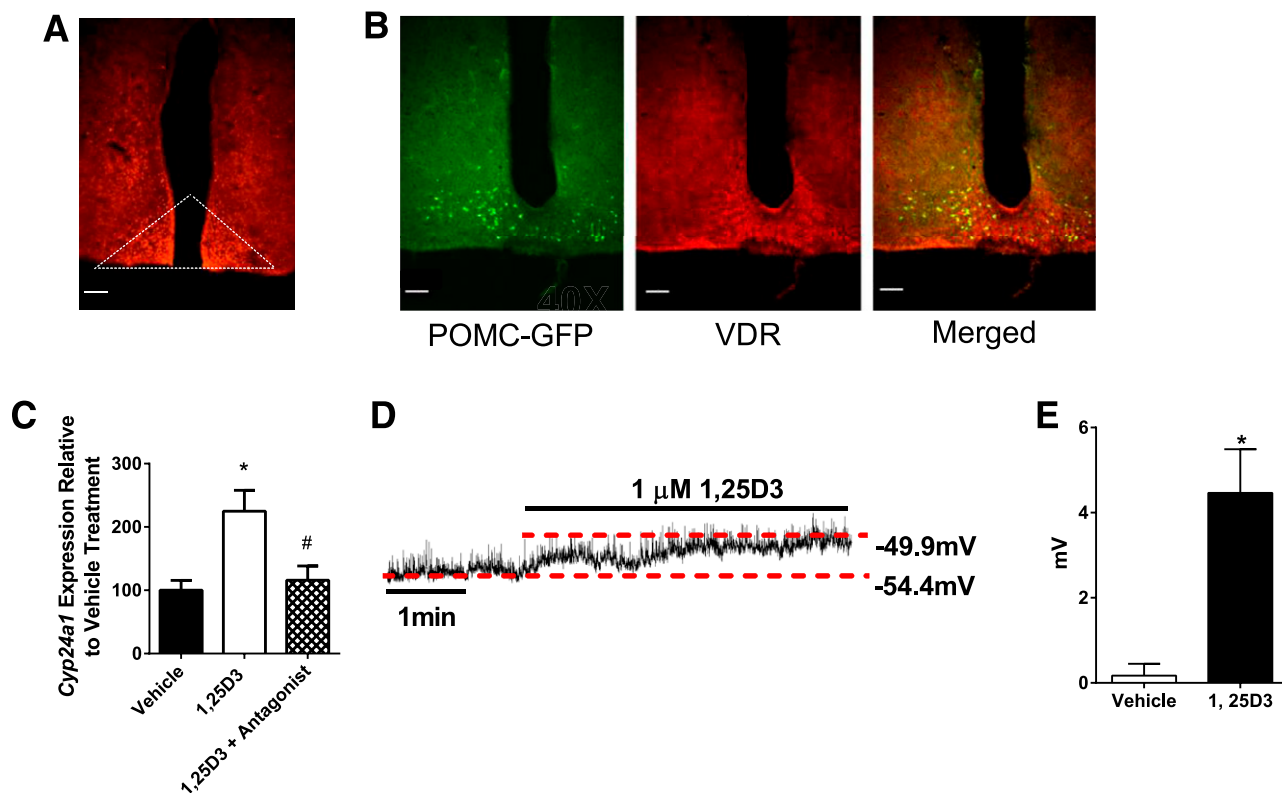 A
B
40X
POMC-GFP
VDR
Merged
C
Cyp24a1 Expression Relative
to Vehicle Treatment
300
200
100
0
*
#
Vehicle
1,25D3
1,25D3 + Antagonist
D
1 μM 1,25D3
-49.9mV
-54.4mV
1min
E
mV
6
4
2
0
*
Vehicle
1, 25D3